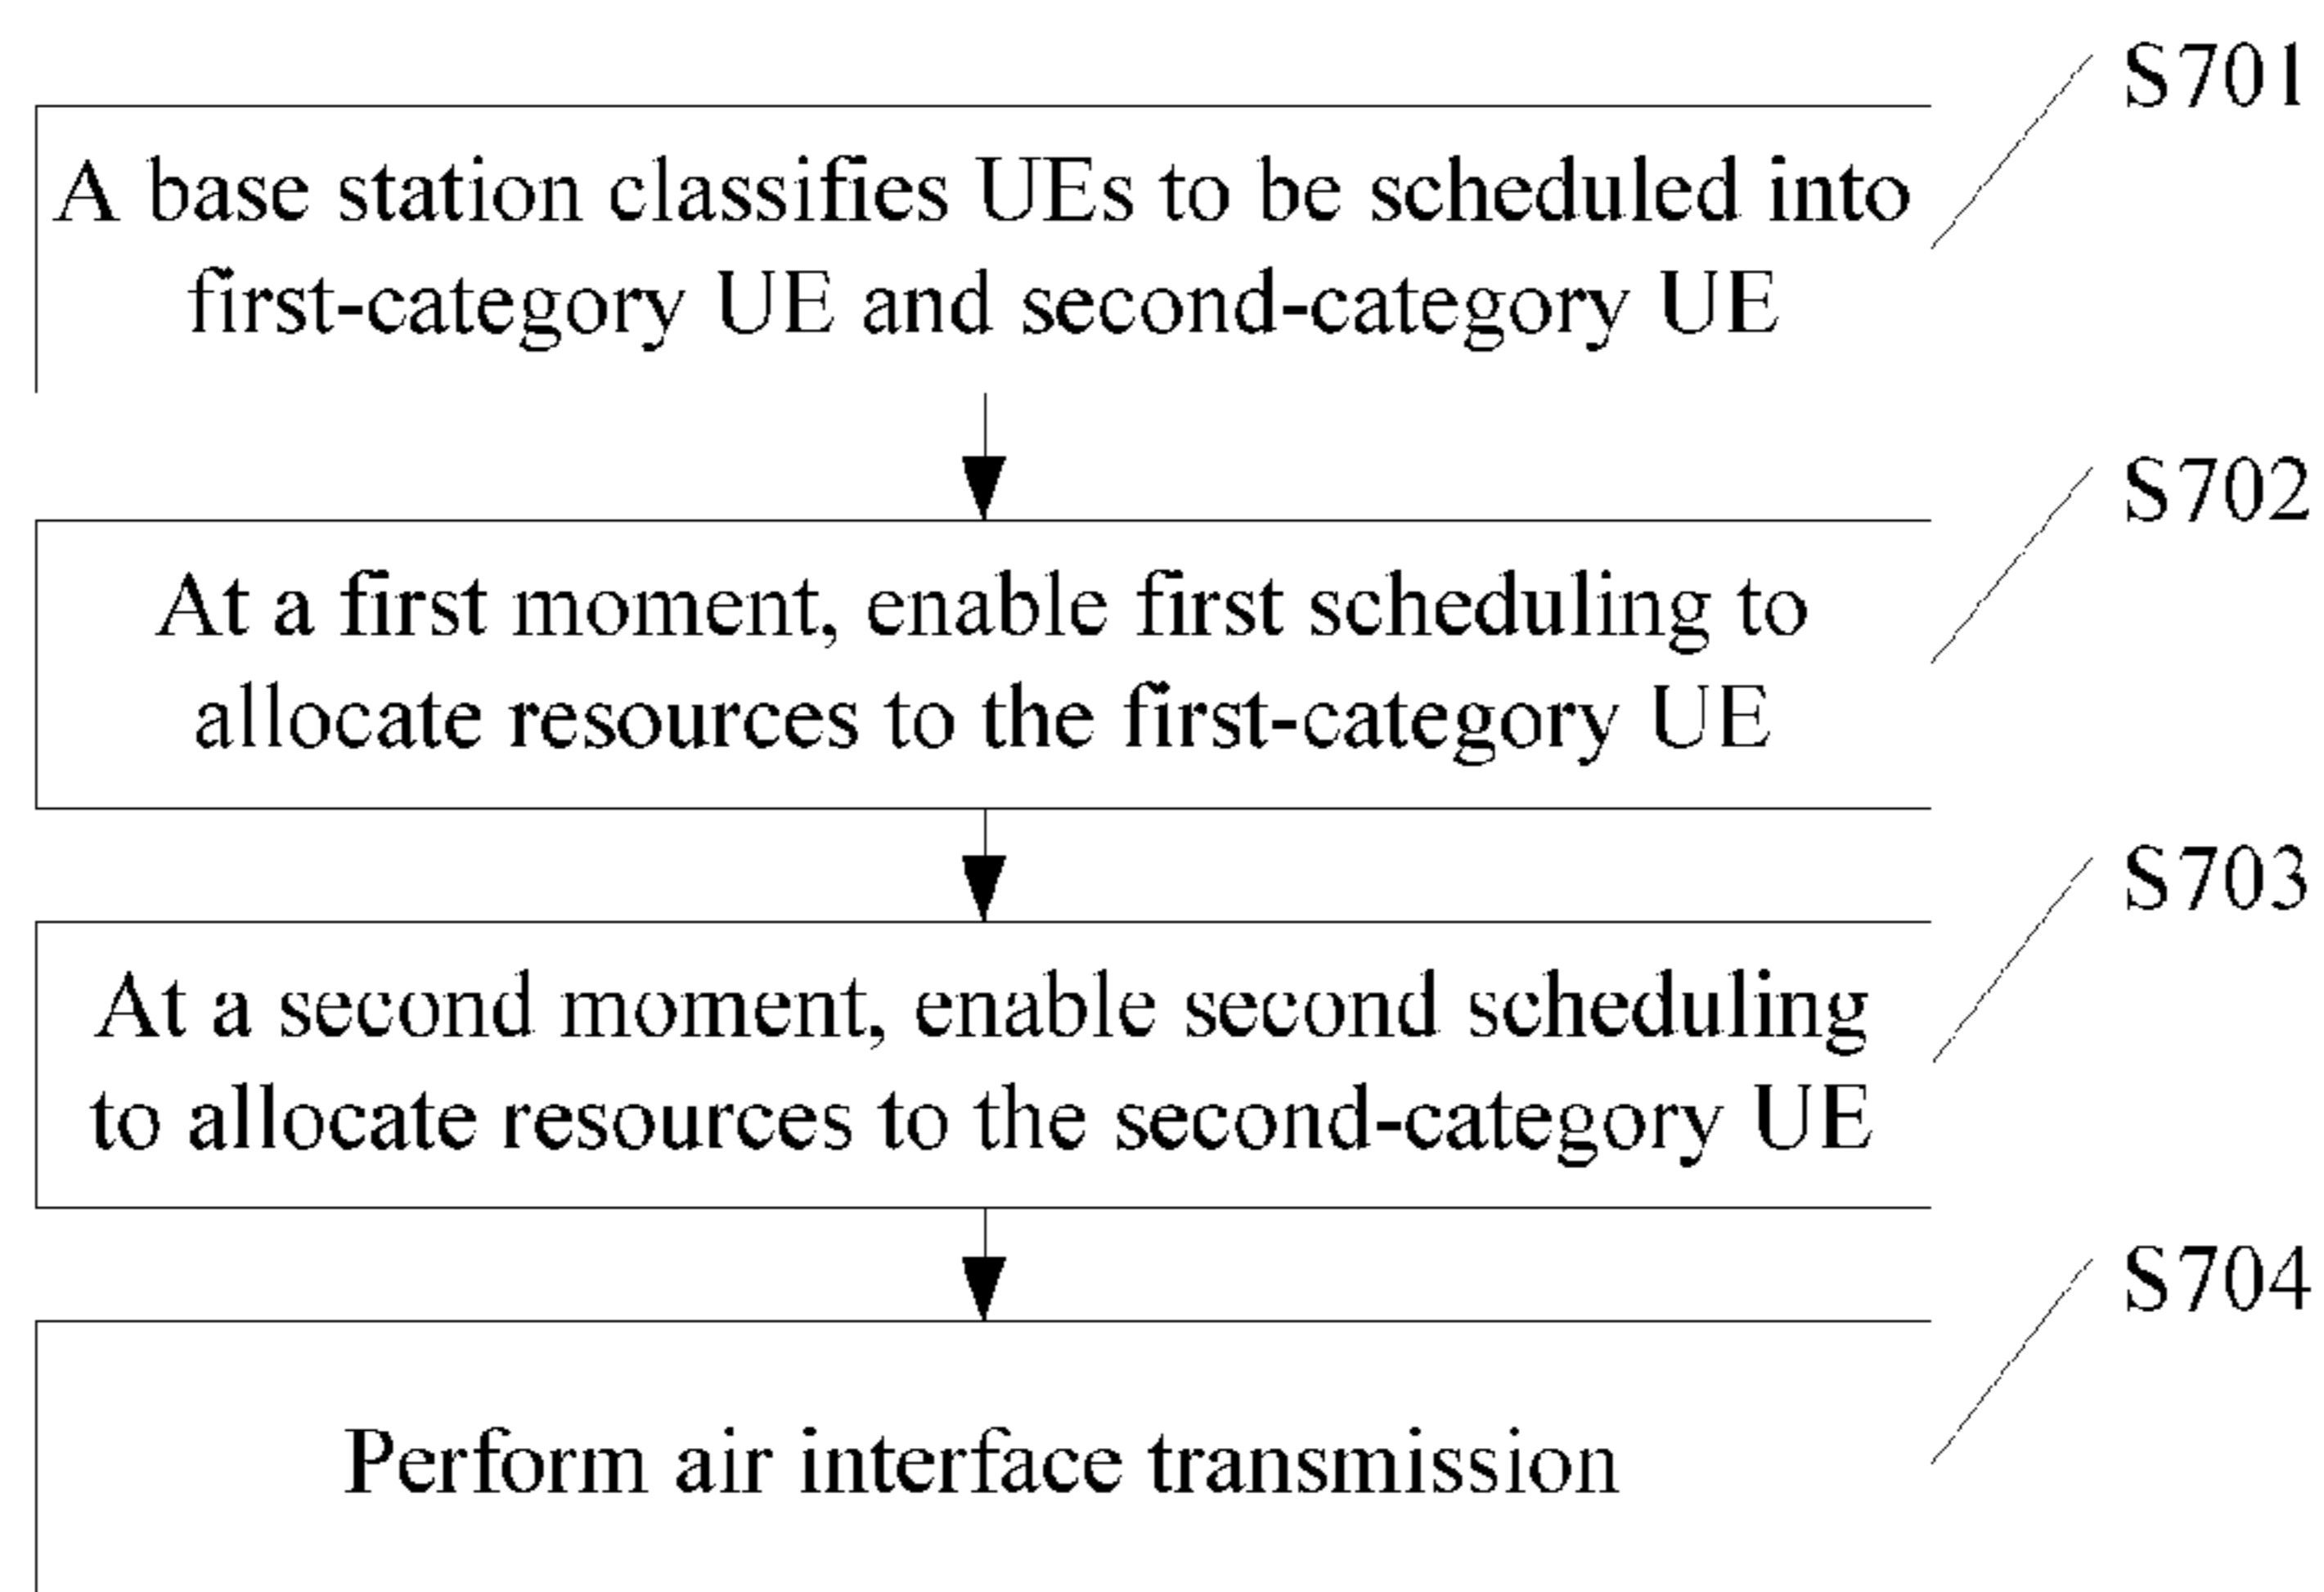 S701
A base station classifies UEs to be scheduled into
first-category UE and second-category UE
S702
At a first moment, enable first scheduling to
allocate resources to the first-category UE
S703
At a second moment, enable second scheduling
to allocate resources to the second-category UE
S704
Perform air interface transmission